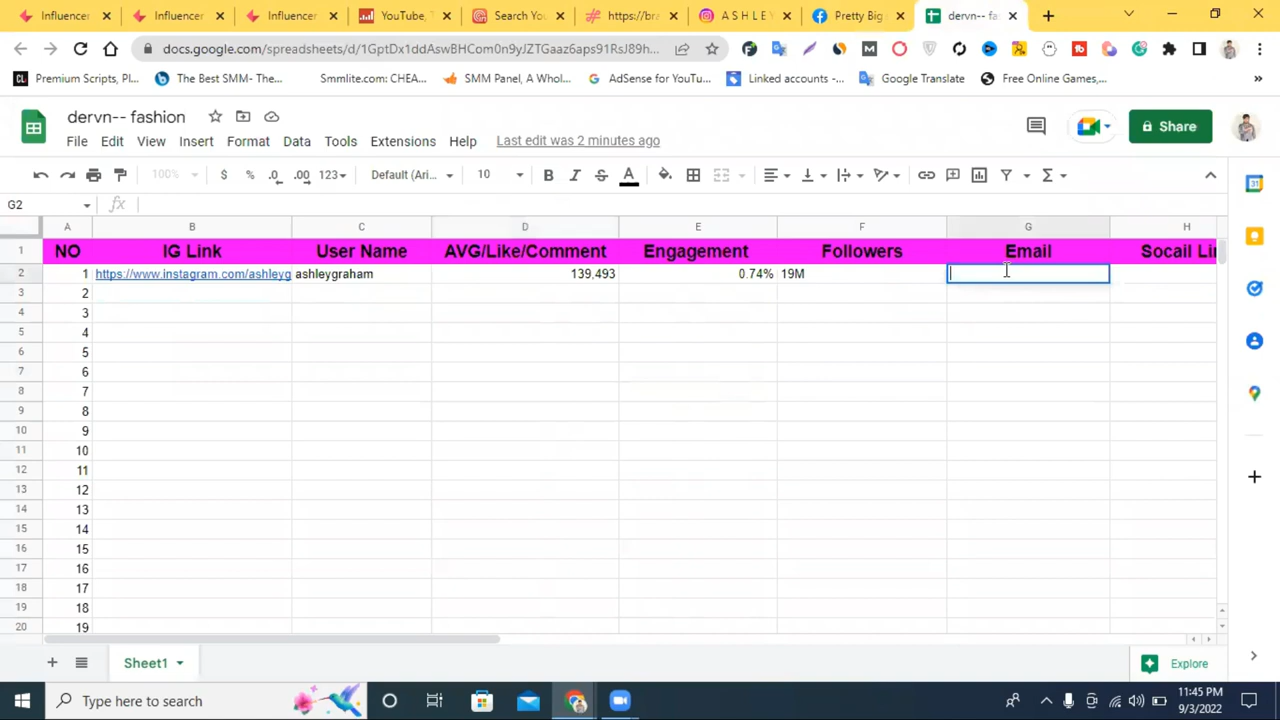 Influencer
Influencer
Influencer
YouTube, T
Search You
https://bra
A S H L E Y
Pretty Big
dervn-- fa
docs.google.com/spreadsheets/d/1GptDx1ddAswBHCom0n9yJZTGaaz6aps91RsJ89h...
Premium Scripts, Pl...
The Best SMM- The...
Smmlite.com: CHEA...
SMM Panel, A Whol...
AdSense for YouTu...
Linked accounts -...
Google Translate
Free Online Games,...
dervn-- fashion
File Edit View Insert Format Data Tools Extensions Help Last edit was 2 minutes ago
Share
100% $ % .0 .00 123 Default (Ari... 10 B I S A
G2 fx
A B C D E F G H
1 NO IG Link User Name AVG/Like/Comment Engagement Followers Email Socail Lin
2 1 https://www.instagram.com/ashleyg ashleygraham 139,493 0.74% 19M
3 2
4 3
5 4
6 5
7 6
8 7
9 8
10 9
11 10
12 11
13 12
14 13
15 14
16 15
17 16
18 17
19 18
20 19
Sheet1
Explore
Type here to search
11:45 PM
9/3/2022